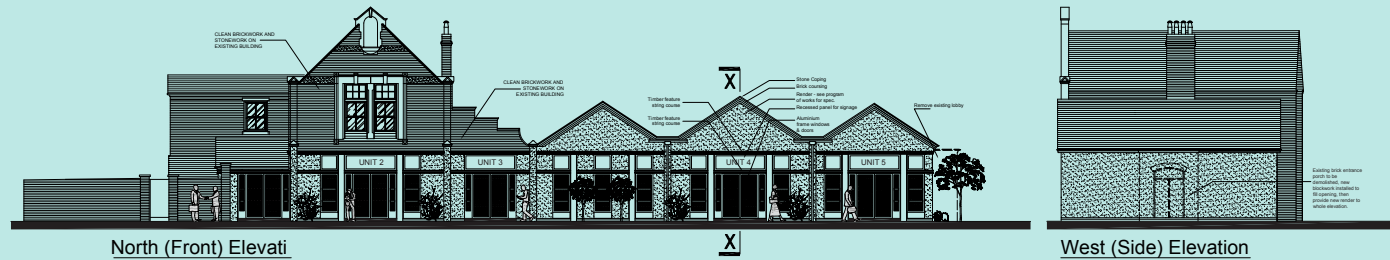 CLEAN BRICKWORK AND
STONEWORK ON
EXISTING BUILDING
CLEAN BRICKWORK AND
STONEWORK ON
EXISTING BUILDING
X
Timber feature
string course
Timber feature
string course
Stone Coping
Brick coursing
Render - see program
of works for spec.
Recessed panel for signage
Aluminium
frame windows
& doors
Remove existing lobby
UNIT 2
UNIT 3
UNIT 4
UNIT 5
X
North (Front) Elevati
Existing brick entrance
porch to be
demolished, new
blockwork installed to
fill opening, then
provide new render to
whole elevation.
West (Side) Elevation